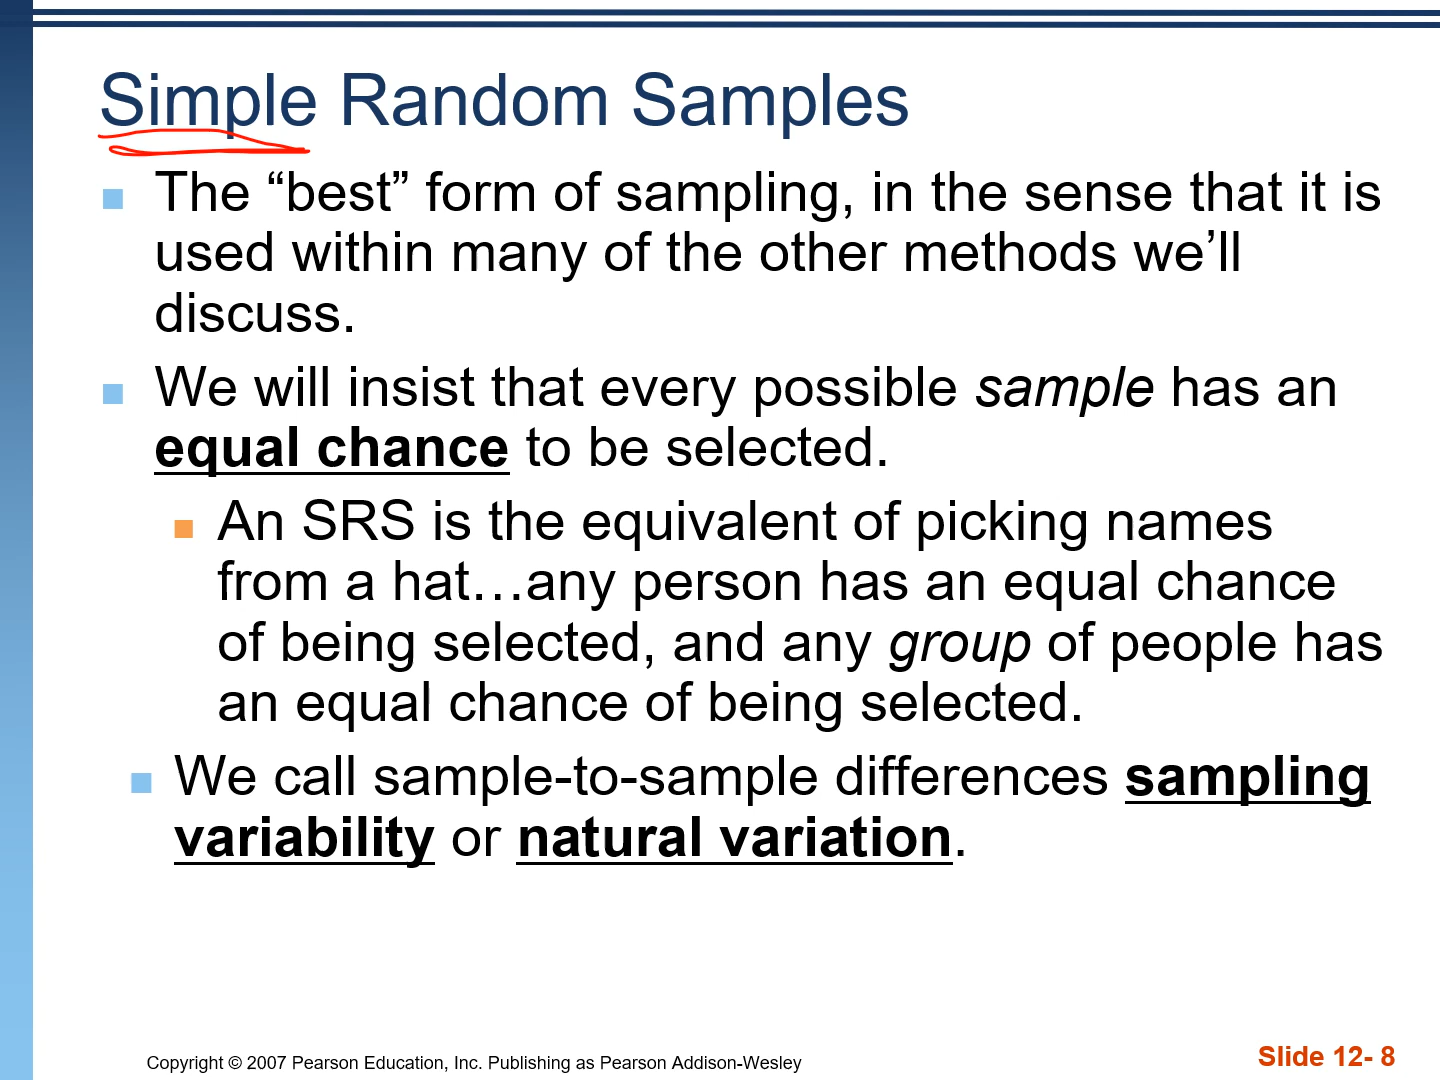 Simple Random Samples
The “best” form of sampling, in the sense that it is
used within many of the other methods we’ll
discuss.
We will insist that every possible sample has an
equal chance to be selected.
An SRS is the equivalent of picking names
from a hat…any person has an equal chance
of being selected, and any group of people has
an equal chance of being selected.
We call sample-to-sample differences sampling
variability or natural variation.
Copyright © 2007 Pearson Education, Inc. Publishing as Pearson Addison-Wesley
Slide 12- 8